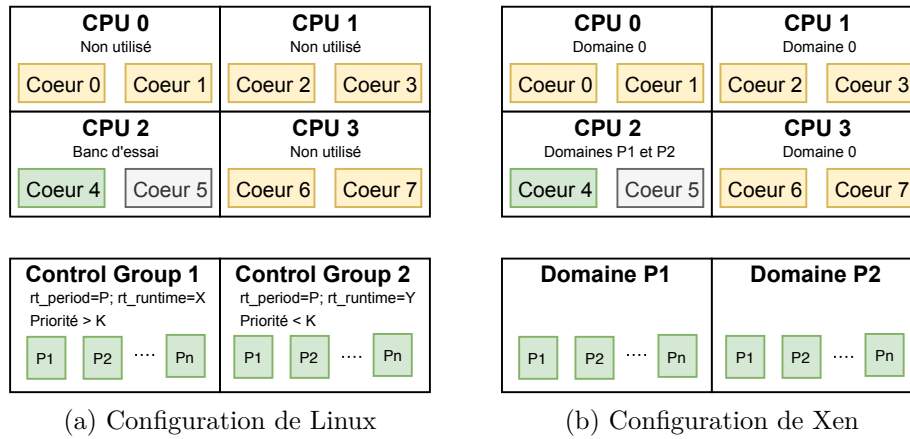 CPU 0
Non utilisé
Coeur 0 Coeur 1
CPU 1
Non utilisé
Coeur 2 Coeur 3
CPU 2
Banc d'essai
Coeur 4 Coeur 5
CPU 3
Non utilisé
Coeur 6 Coeur 7
Control Group 1
rt_period=P; rt_runtime=X
Priorité > K
P1 P2 .... Pn
Control Group 2
rt_period=P; rt_runtime=Y
Priorité < K
P1 P2 .... Pn
(a) Configuration de Linux
CPU 0
Domaine 0
Coeur 0 Coeur 1
CPU 1
Domaine 0
Coeur 2 Coeur 3
CPU 2
Domaines P1 et P2
Coeur 4 Coeur 5
CPU 3
Domaine 0
Coeur 6 Coeur 7
Domaine P1
P1 P2 .... Pn
Domaine P2
P1 P2 .... Pn
(b) Configuration de Xen